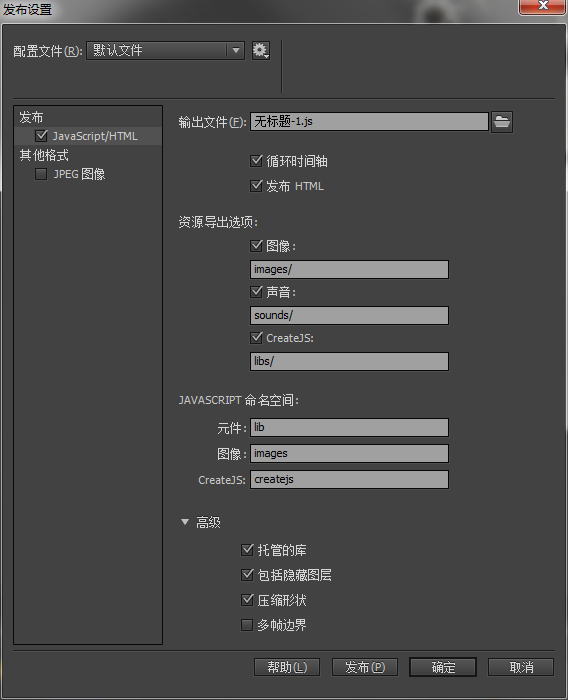 发布设置
配置文件(R): 默认文件
发布
JavaScript/HTML
其他格式
JPEG 图像
输出文件(F): 无标题-1.js
循环时间轴
发布 HTML
资源导出选项:
图像:
images/
声音:
sounds/
CreateJS:
libs/
JAVASCRIPT 命名空间:
元件: lib
图像: images
CreateJS: createjs
高级
托管的库
包括隐藏图层
压缩形状
多帧边界
帮助(L) 发布(P) 确定 取消